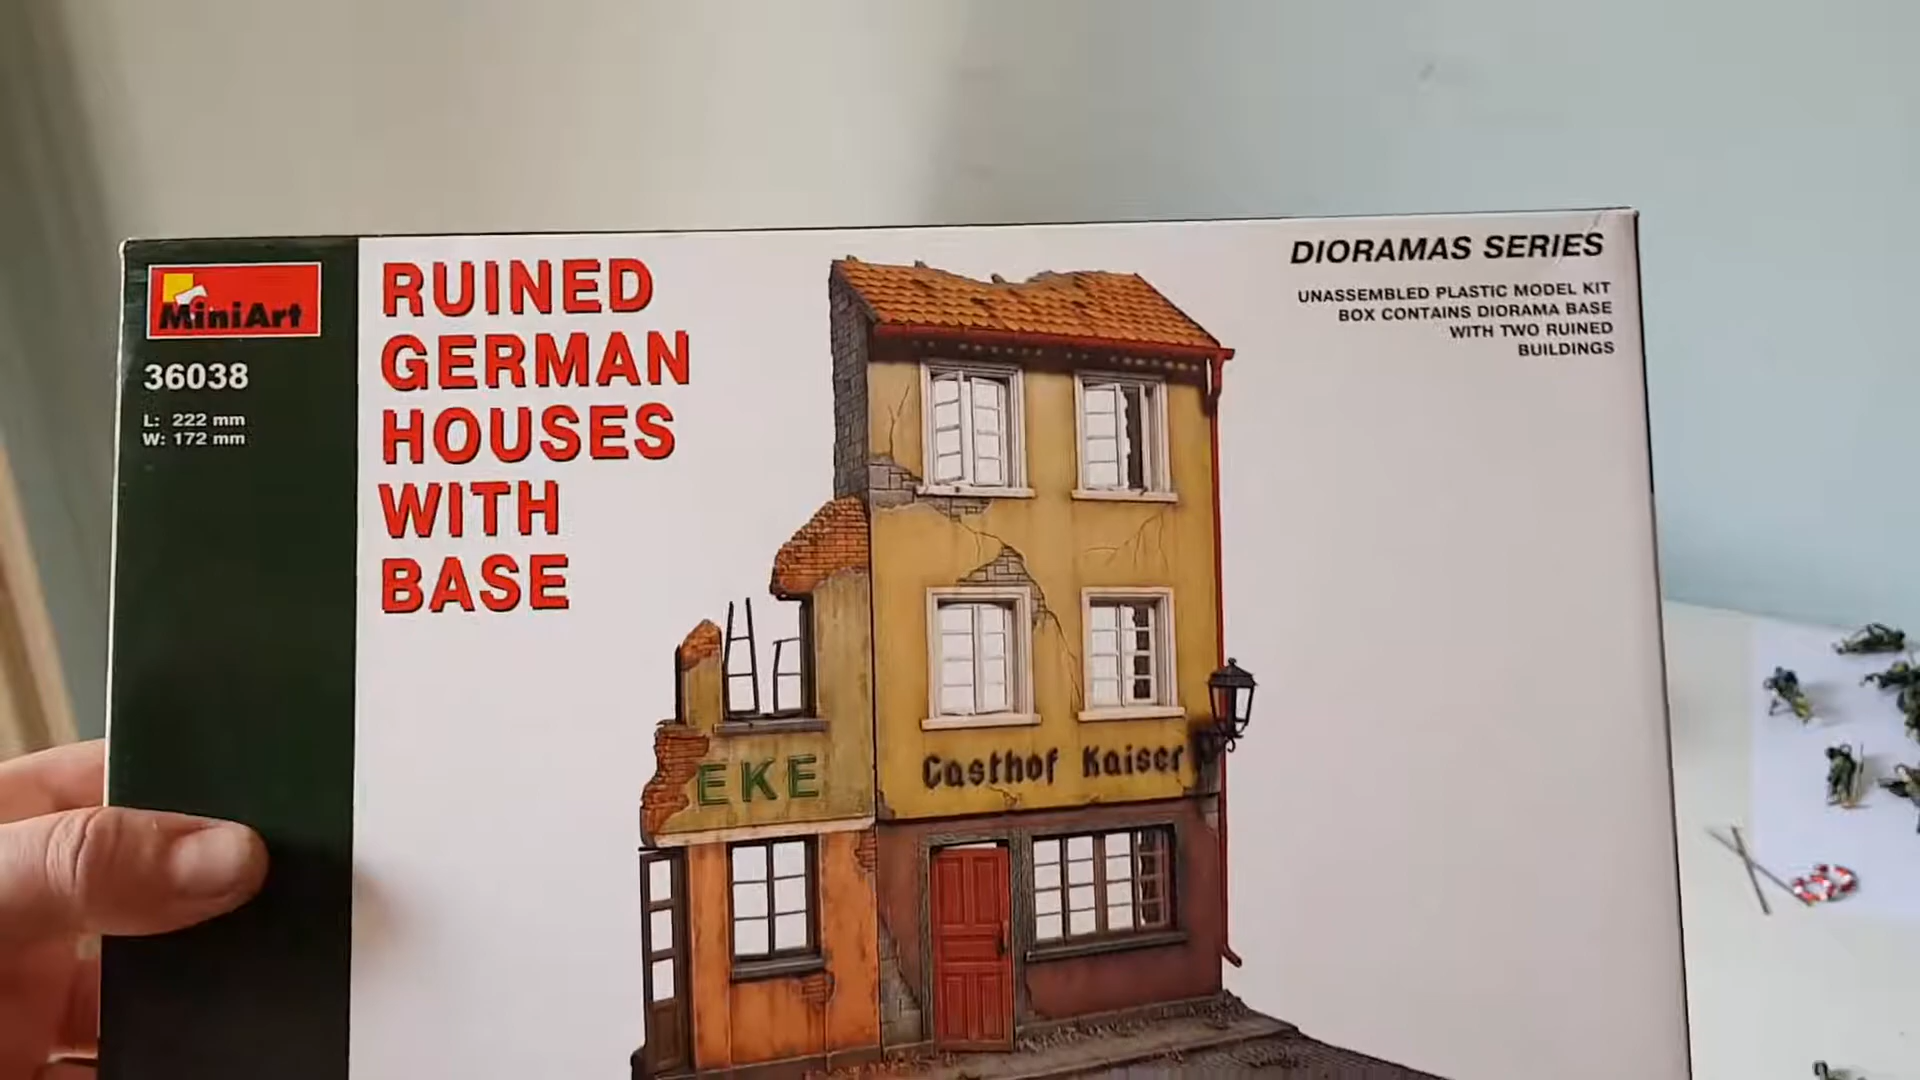 MiniArt
36038
L: 222 mm
W: 172 mm
RUINED
GERMAN
HOUSES
WITH
BASE
DIORAMAS SERIES
UNASSEMBLED PLASTIC MODEL KIT
BOX CONTAINS DIORAMA BASE
WITH TWO RUINED
BUILDINGS
EKE
Gasthof Kaiser